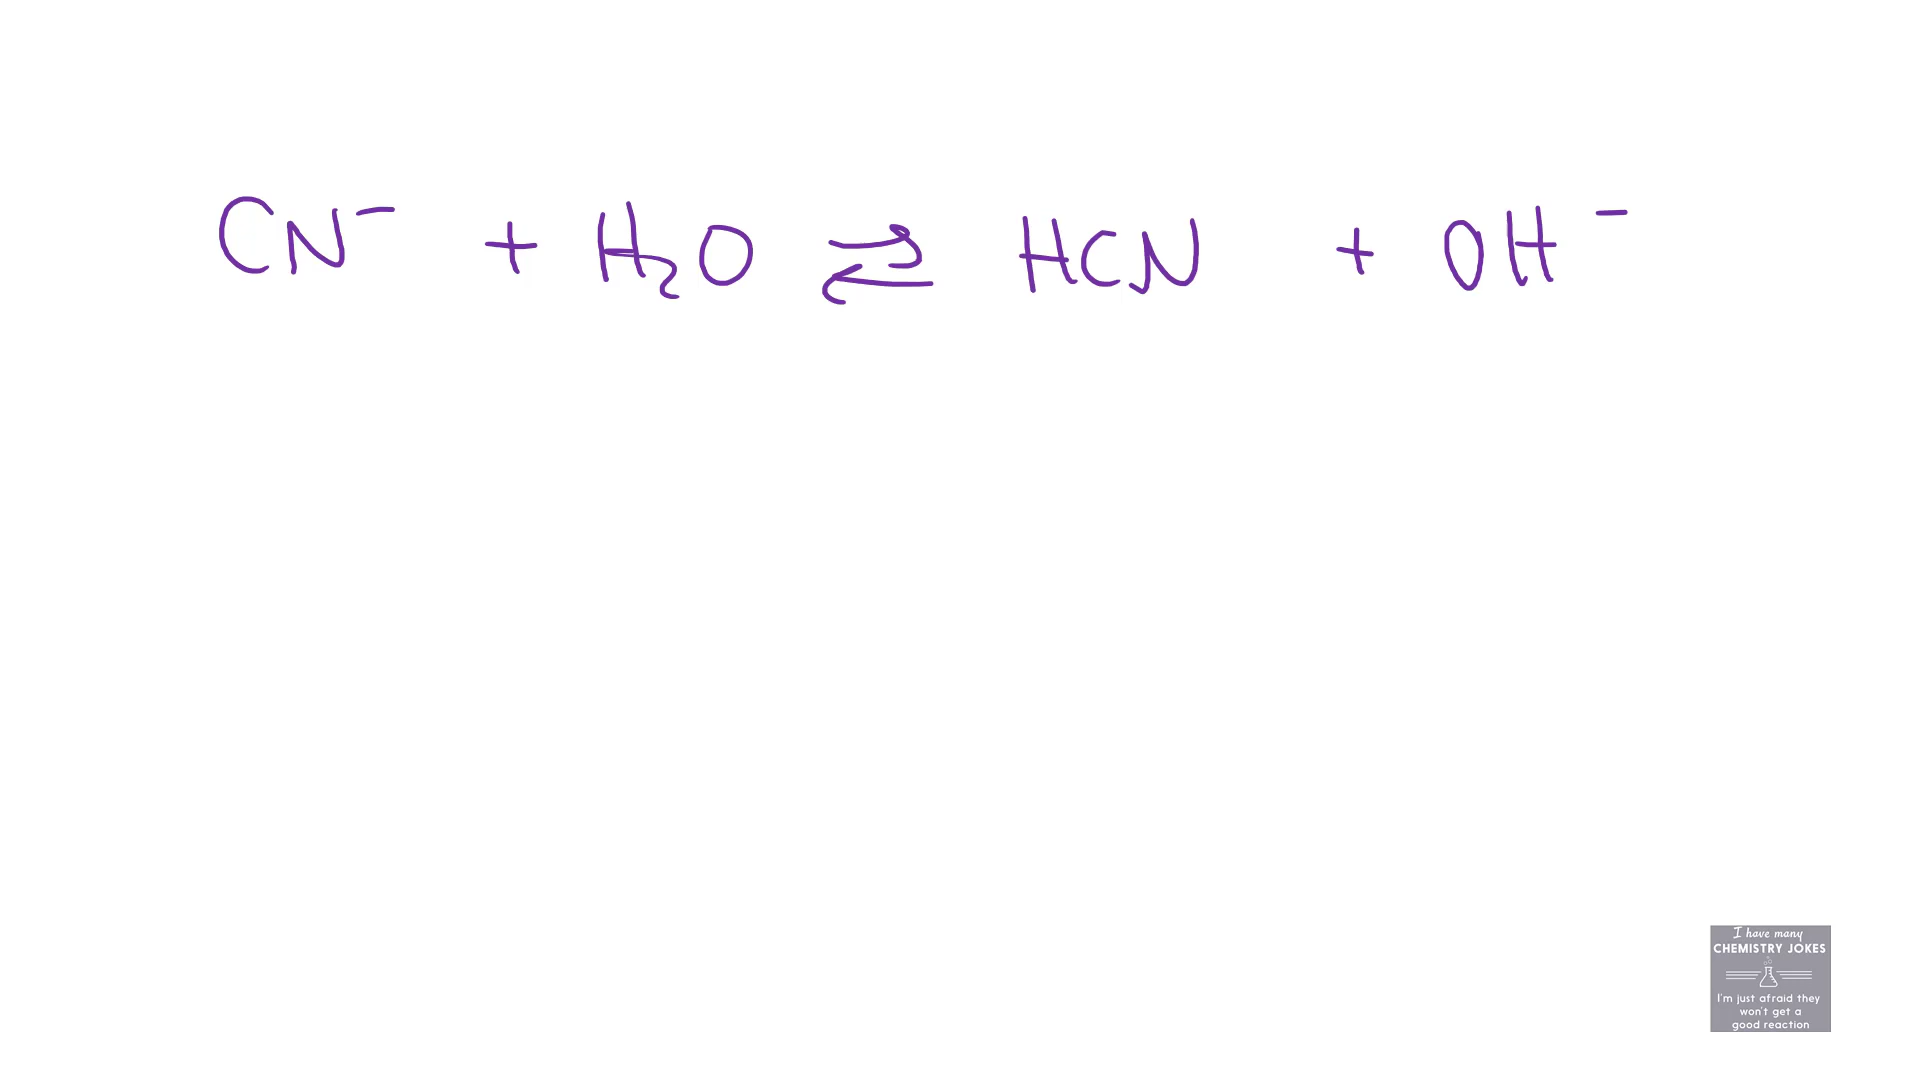 CN⁻ + H₂O ⇌ HCN + OH⁻
I have many
CHEMISTRY JOKES
I'm just afraid they
won't get a
good reaction